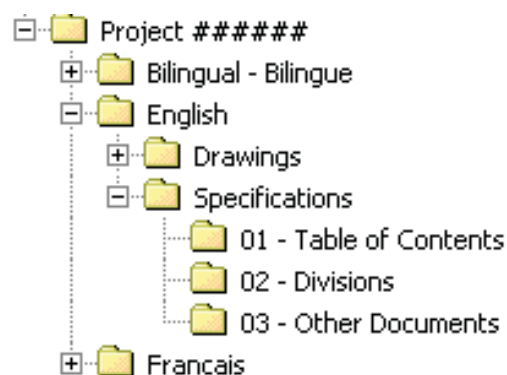 Project ######
Bilingual - Bilingue
English
Drawings
Specifications
01 - Table of Contents
02 - Divisions
03 - Other Documents
Francais